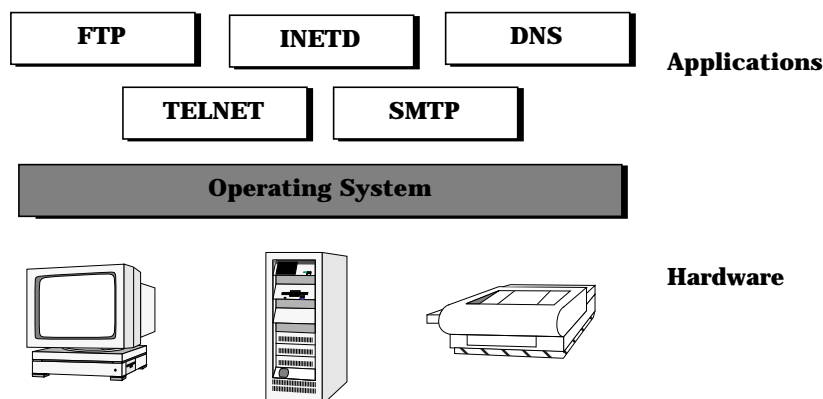 FTP
INETD
DNS
Applications
TELNET
SMTP
Operating System
Hardware